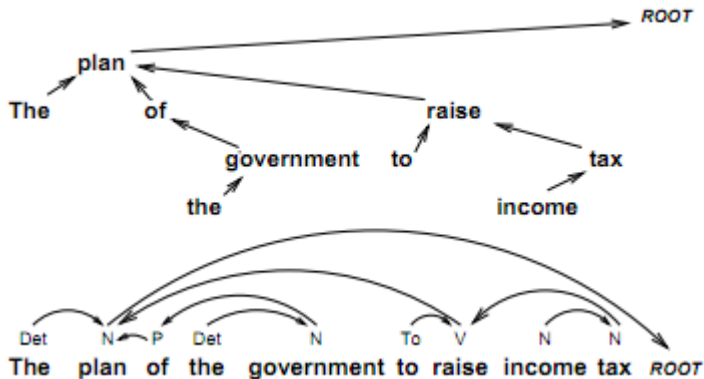 ROOT
plan
The of raise
government to tax
the income
Det N P Det N To V N N
The plan of the government to raise income tax ROOT